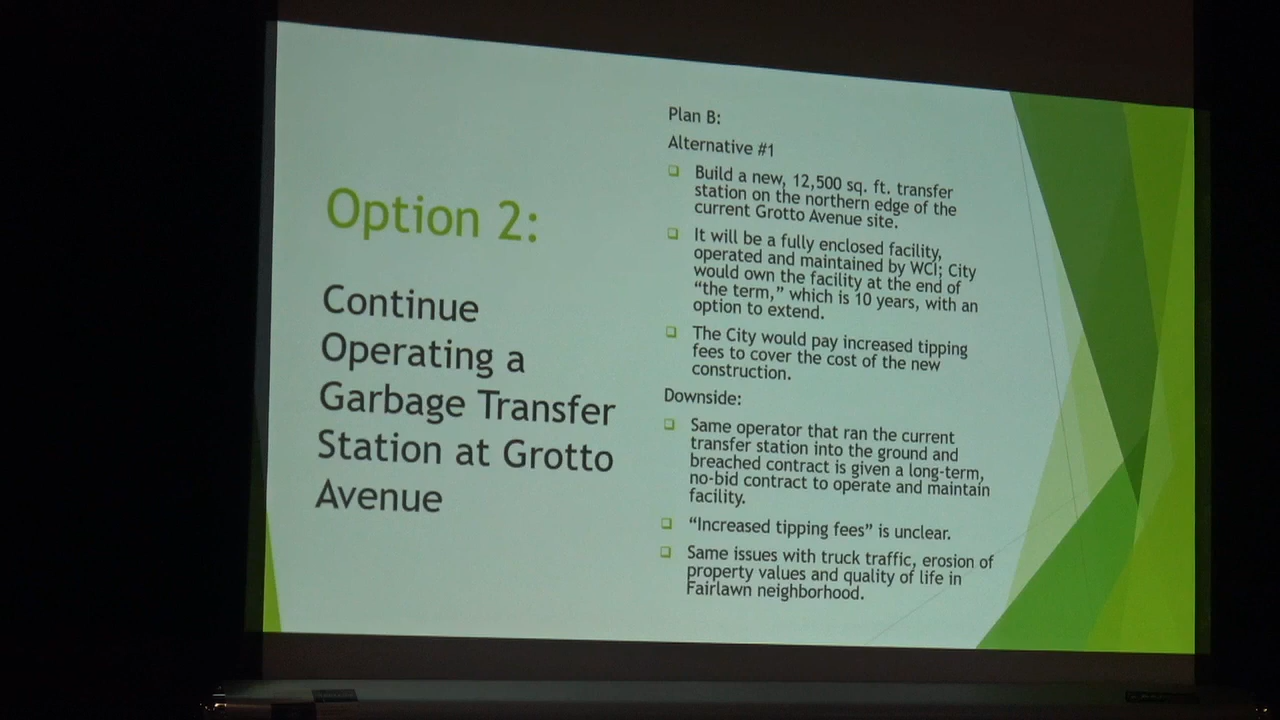 Option 2:
Continue
Operating a
Garbage Transfer
Station at Grotto
Avenue
Plan B:
Alternative #1
Build a new, 12,500 sq. ft. transfer
station on the northern edge of the
current Grotto Avenue site.
It will be a fully enclosed facility,
operated and maintained by WCI; City
would own the facility at the end of
“the term,” which is 10 years, with an
option to extend.
The City would pay increased tipping
fees to cover the cost of the new
construction.
Downside:
Same operator that ran the current
transfer station into the ground and
breached contract is given a long-term,
no-bid contract to operate and maintain
facility.
“Increased tipping fees” is unclear.
Same issues with truck traffic, erosion of
property values and quality of life in
Fairlawn neighborhood.